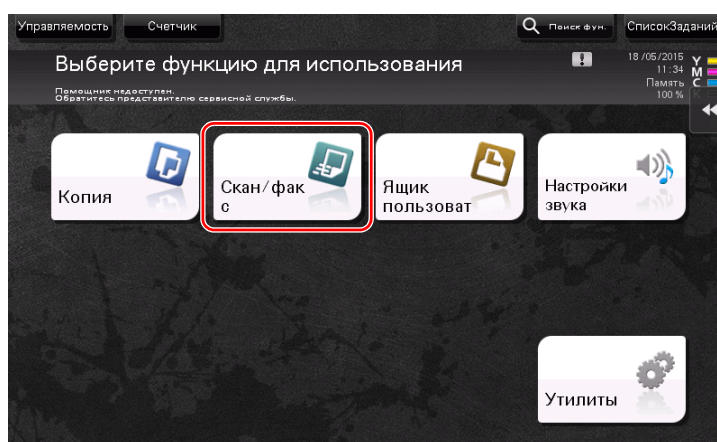 Управляемость
Счетчик
Поиск фун.
СписокЗаданий
Выберите функцию для использования
18/05/2015
11:34
Память
100 %
Y
M
C
K
Помощник недоступен.
Обратитесь представителю сервисной службы.
Копия
Скан/фак
с
Ящик
пользоват
Настройки
звука
Утилиты